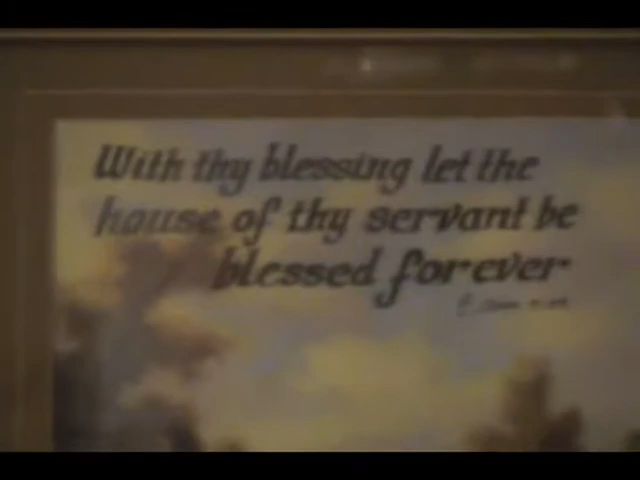 With thy blessing let the
house of thy servant be
blessed forever